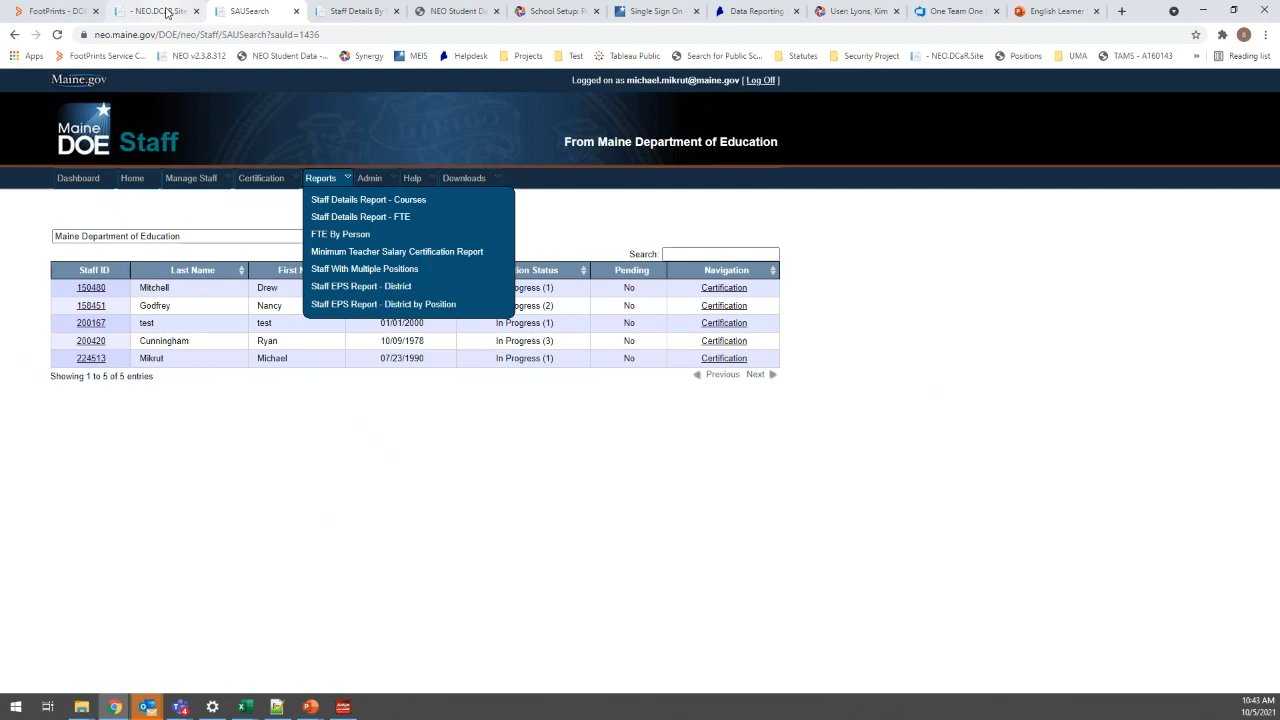 FootPrints - DO
- NEO.DCaR.Site
SAUSearch
Staff Details By
NEO Student Da
School Setup: P
Single Sign On
Data Reporting
User: Lyons, Kim
One Team One
English Learner
neo.maine.gov/DOE/neo/Staff/SAUSearch?sauId=1436
Apps
FootPrints Service C...
NEO v2.3.8.312
NEO Student Data -...
Synergy
MEIS
Helpdesk
Projects
Test
Tableau Public
Search for Public Sc...
Statutes
Security Projects
- NEO.DCaR.Site
Positions
UMA
TAMS - A160143
»
Reading list
Maine.gov
Logged on as michael.mikrut@maine.gov [ Log Off ]
Maine
DOE
Staff
From Maine Department of Education
Dashboard Home Manage Staff Certification Reports Admin Help Downloads
Staff Details Report - Courses
Staff Details Report - FTE
FTE By Person
Minimum Teacher Salary Certification Report
Staff With Multiple Positions
Staff EPS Report - District
Staff EPS Report - District by Position
Maine Department of Education
Search:
Staff ID Last Name First N ion Status Pending Navigation
150480 Mitchell Drew ogress (1) No Certification
158451 Godfrey Nancy ogress (2) No Certification
200167 test test 01/01/2000 In Progress (1) No Certification
200420 Cunningham Ryan 10/09/1978 In Progress (3) No Certification
224513 Mikrut Michael 07/23/1990 In Progress (1) No Certification
Showing 1 to 5 of 5 entries
Previous Next
10:43 AM
10/5/2021